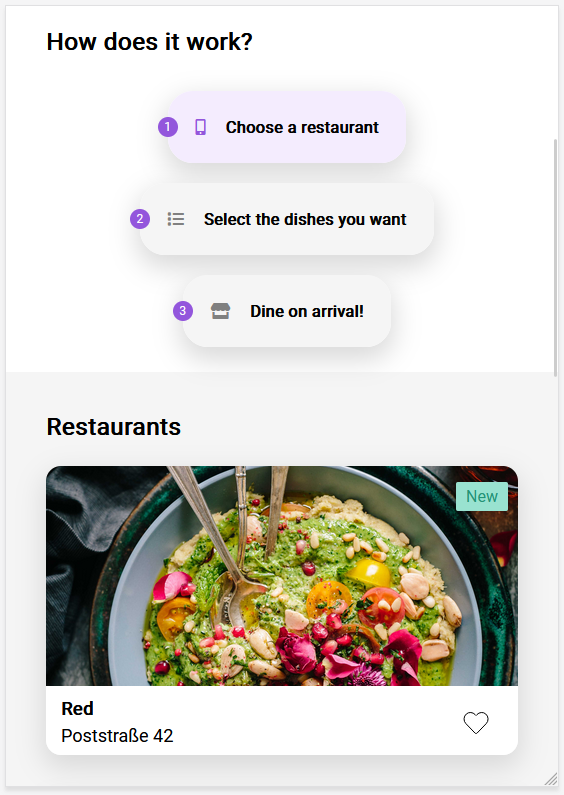 How does it work?
1 Choose a restaurant
2 Select the dishes you want
3 Dine on arrival!
Restaurants
New
Red
Poststraße 42